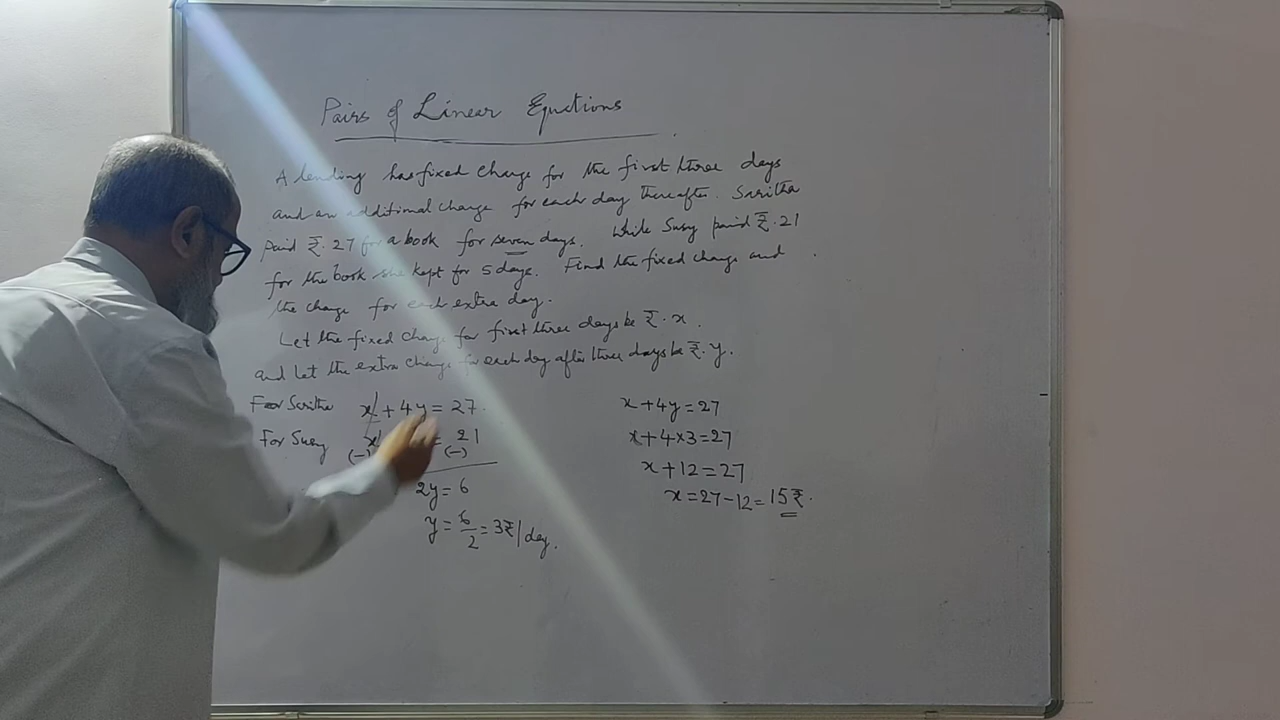 Pairs of Linear Equations
A lending has fixed charge for the first three days
and an additional charge for each day thereafter. Saritha
paid ₹. 27 for a book for seven days. While Susy paid ₹. 21
for the book she kept for 5 days. Find the fixed charge and
the charge for each extra day.
Let the fixed charge for first three days be ₹. x.
and let the extra charge for each day after three days be ₹. y.
For Saritha x + 4y = 27.
For Susy x = 21
(-) (-)
2y = 6
y = 6/2 = 3₹/day.
x + 4y = 27
x + 4×3 = 27
x + 12 = 27
x = 27 - 12 = 15₹.